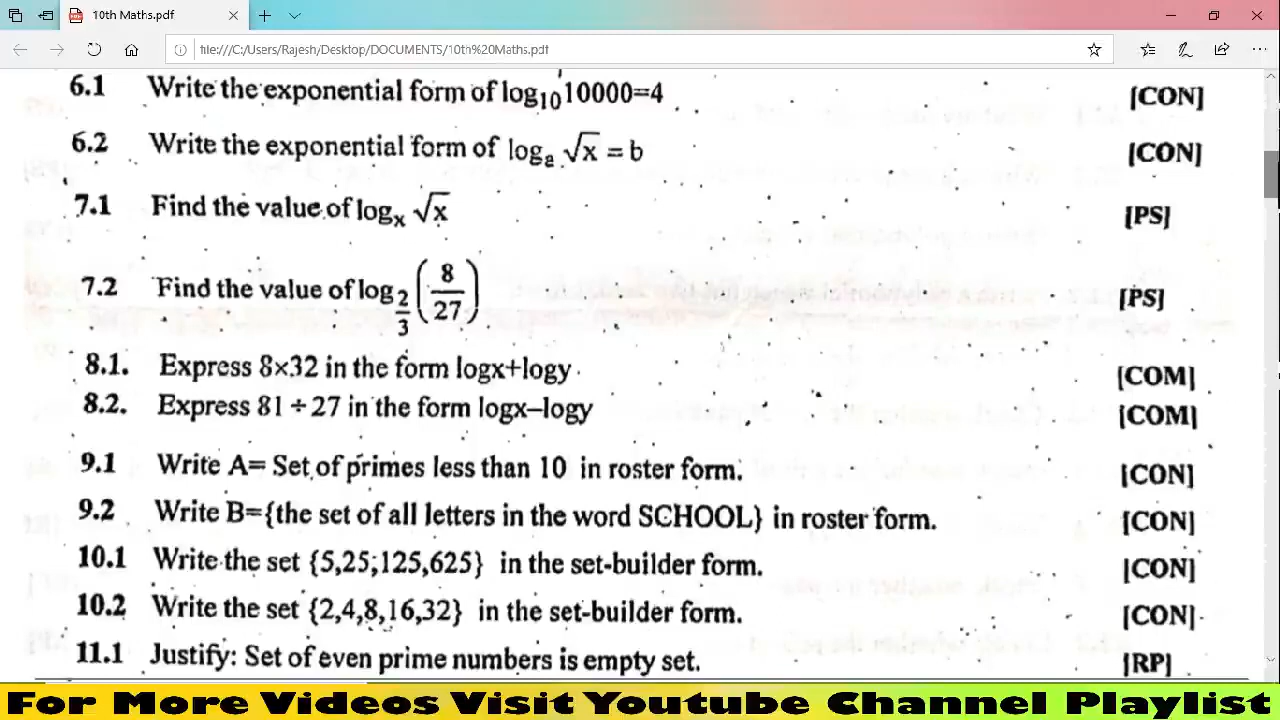 10th Maths.pdf
file:///C:/Users/Rajesh/Desktop/DOCUMENTS/10th%20Maths.pdf
6.1 Write the exponential form of log₁₀10000=4 [CON]
6.2 Write the exponential form of logₐ √x = b [CON]
7.1 Find the value of logₓ √x [PS]
7.2 Find the value of log_(2/3) (8/27) [PS]
8.1. Express 8×32 in the form logx+logy [COM]
8.2. Express 81 ÷ 27 in the form logx–logy [COM]
9.1 Write A= Set of primes less than 10 in roster form. [CON]
9.2 Write B={the set of all letters in the word SCHOOL} in roster form. [CON]
10.1 Write the set {5,25,125,625} in the set-builder form. [CON]
10.2 Write the set {2,4,8,16,32} in the set-builder form. [CON]
11.1 Justify: Set of even prime numbers is empty set. [RP]
For More Videos Visit Youtube Channel Playlist